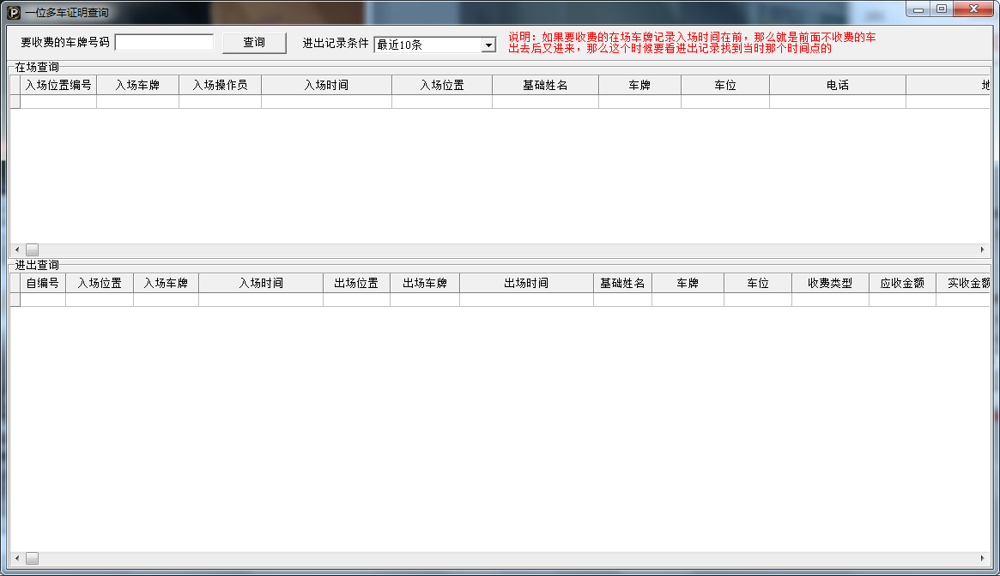 P 一位多车证明查询
要收费的车牌号码 查询 进出记录条件 最近10条
说明：如果要收费的在场车牌记录入场时间在前，那么就是前面不收费的车
出去后又进来，那么这个时候要看进出记录找到当时那个时间点的
在场查询
入场位置编号 入场车牌 入场操作员 入场时间 入场位置 基础姓名 车牌 车位 电话 地
进出查询
自编号 入场位置 入场车牌 入场时间 出场位置 出场车牌 出场时间 基础姓名 车牌 车位 收费类型 应收金额 实收金额